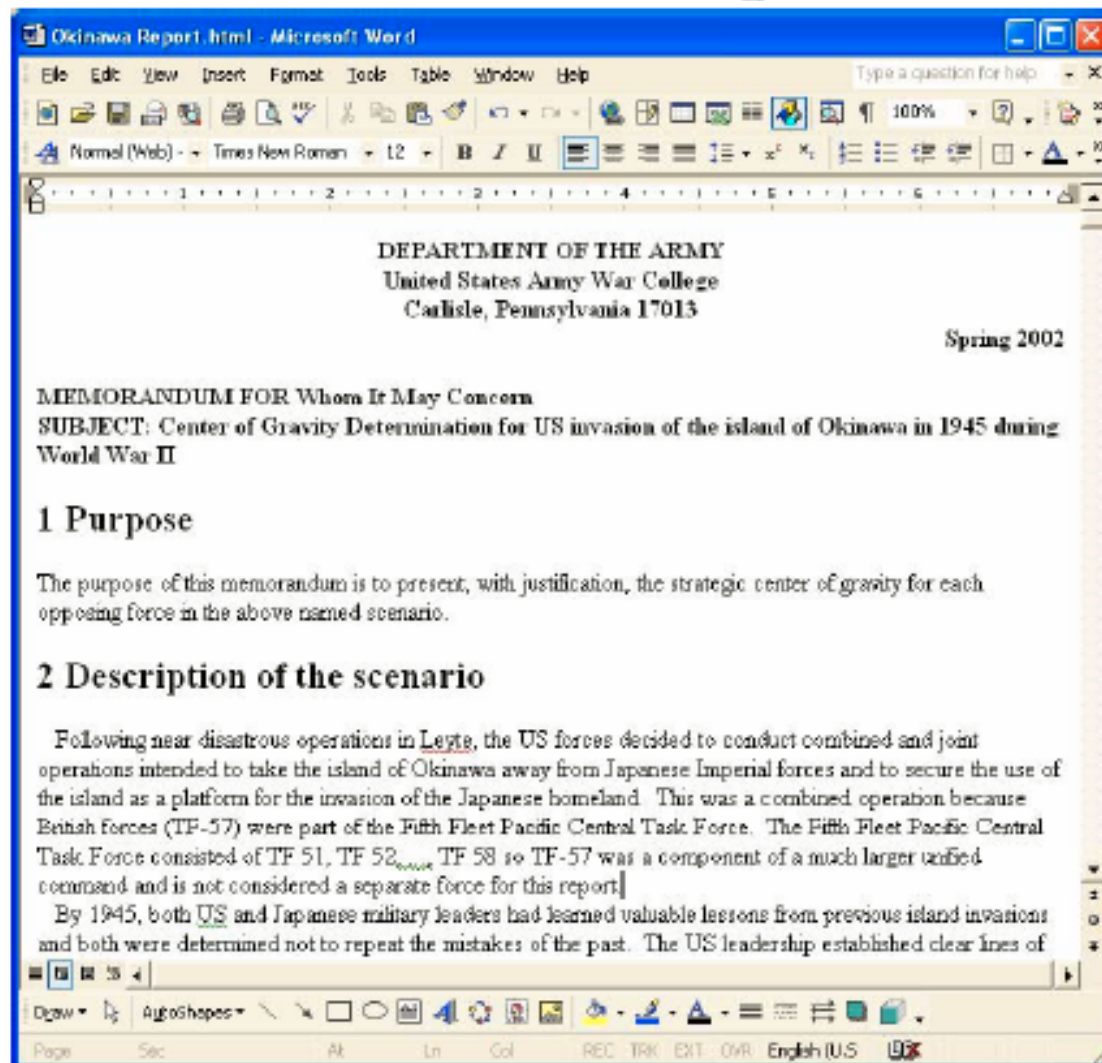 Okinawa Report.html - Microsoft Word
File Edit View Insert Format Tools Table Window Help Type a question for help
100%
Normal (Web) - Times New Roman 12 B I U
1 2 3 4 5 6
DEPARTMENT OF THE ARMY
United States Army War College
Carlisle, Pennsylvania 17013
Spring 2002
MEMORANDUM FOR Whom It May Concern
SUBJECT: Center of Gravity Determination for US invasion of the island of Okinawa in 1945 during
World War II
1 Purpose
The purpose of this memorandum is to present, with justification, the strategic center of gravity for each
opposing force in the above named scenario.
2 Description of the scenario
Following near disastrous operations in Leyte, the US forces decided to conduct combined and joint
operations intended to take the island of Okinawa away from Japanese Imperial forces and to secure the use of
the island as a platform for the invasion of the Japanese homeland. This was a combined operation because
British forces (TF-57) were part of the Fifth Fleet Pacific Central Task Force. The Fifth Fleet Pacific Central
Task Force consisted of TF 51, TF 52,.... TF 58 so TF-57 was a component of a much larger unified
command and is not considered a separate force for this report.
By 1945, both US and Japanese military leaders had learned valuable lessons from previous island invasions
and both were determined not to repeat the mistakes of the past. The US leadership established clear lines of
Draw AutoShapes
Page Sec At Ln Col REC TRK EXT OVR English (U.S